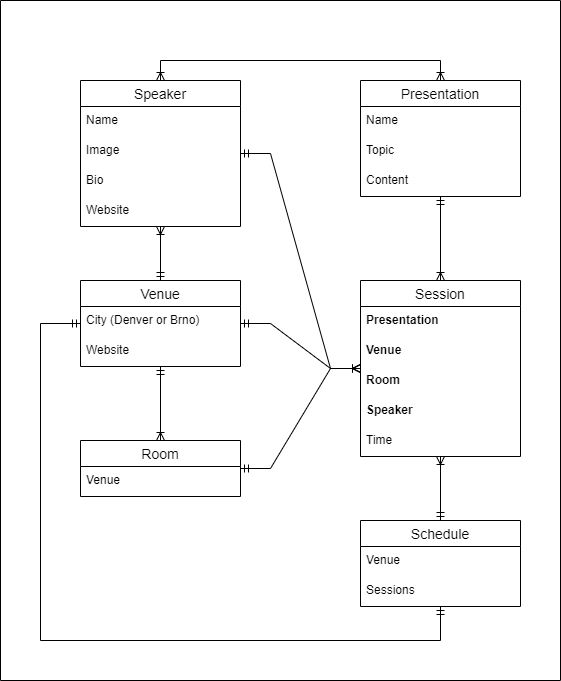 Speaker
Name
Image
Bio
Website
Presentation
Name
Topic
Content
Venue
City (Denver or Brno)
Website
Session
Presentation
Venue
Room
Speaker
Time
Room
Venue
Schedule
Venue
Sessions